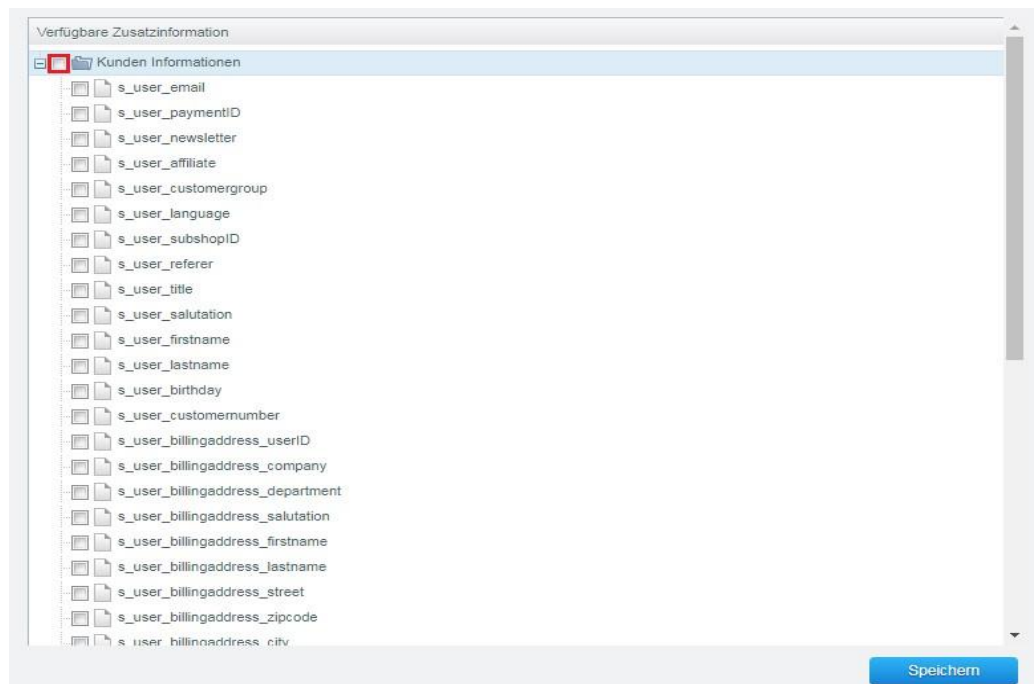 Verfügbare Zusatzinformation
Kunden Informationen
s_user_email
s_user_paymentID
s_user_newsletter
s_user_affiliate
s_user_customergroup
s_user_language
s_user_subshopID
s_user_referer
s_user_title
s_user_salutation
s_user_firstname
s_user_lastname
s_user_birthday
s_user_customernumber
s_user_billingaddress_userID
s_user_billingaddress_company
s_user_billingaddress_department
s_user_billingaddress_salutation
s_user_billingaddress_firstname
s_user_billingaddress_lastname
s_user_billingaddress_street
s_user_billingaddress_zipcode
s_user_billingaddress_city
Speichern